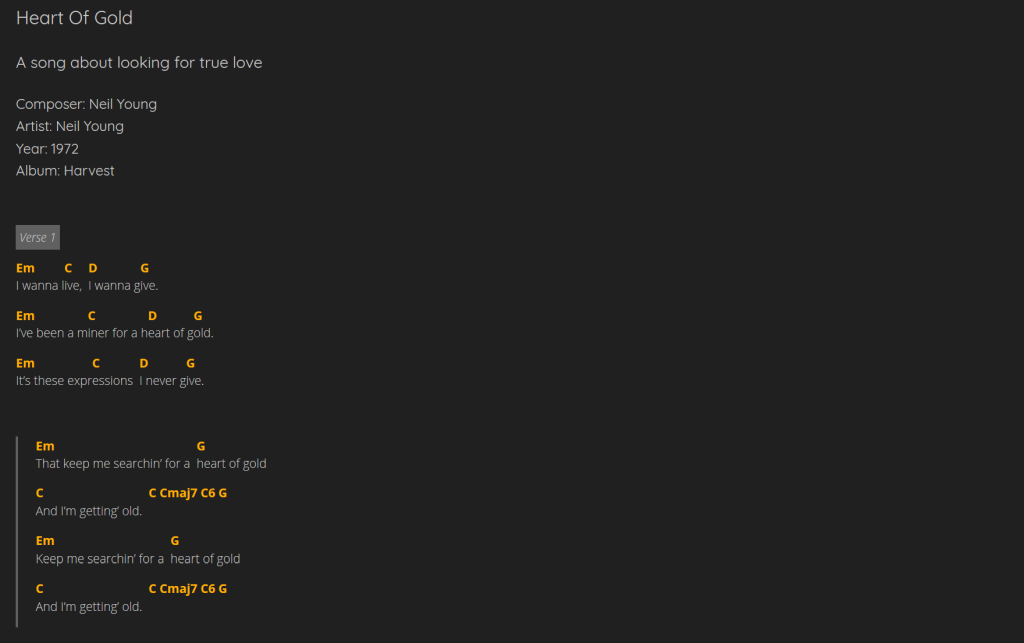 Heart Of Gold
A song about looking for true love
Composer: Neil Young
Artist: Neil Young
Year: 1972
Album: Harvest
Verse 1
Em C D G
I wanna live, I wanna give.
Em C D G
I've been a miner for a heart of gold.
Em C D G
It's these expressions I never give.
Em G
That keep me searchin' for a heart of gold
C C Cmaj7 C6 G
And I'm getting' old.
Em G
Keep me searchin' for a heart of gold
C C Cmaj7 C6 G
And I'm getting' old.